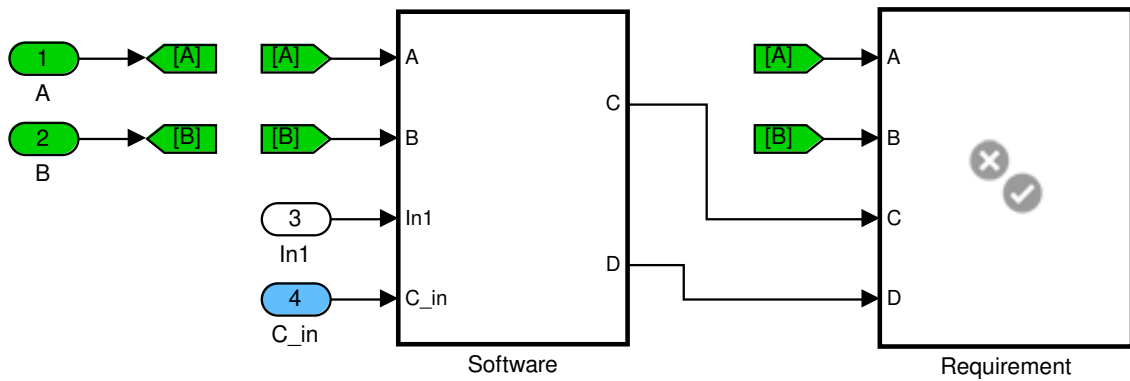 1
[A]
[A]
A
[A]
A
A
C
2
[B]
[B]
B
[B]
B
B
3
In1
C
In1
D
4
C_in
D
C_in
Software
Requirement